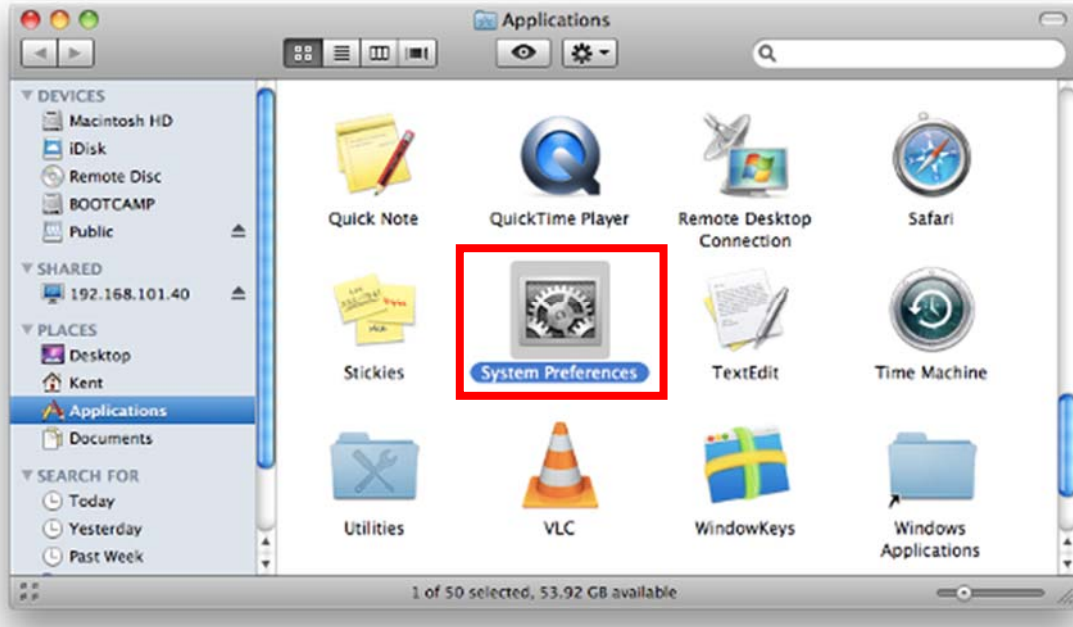 Applications
DEVICES
Macintosh HD
iDisk
Remote Disc
BOOTCAMP
Public
SHARED
192.168.101.40
PLACES
Desktop
Kent
Applications
Documents
SEARCH FOR
Today
Yesterday
Past Week
Quick Note
QuickTime Player
Remote Desktop
Connection
Safari
Stickies
System Preferences
TextEdit
Time Machine
Utilities
VLC
WindowKeys
Windows
Applications
1 of 50 selected, 53.92 GB available